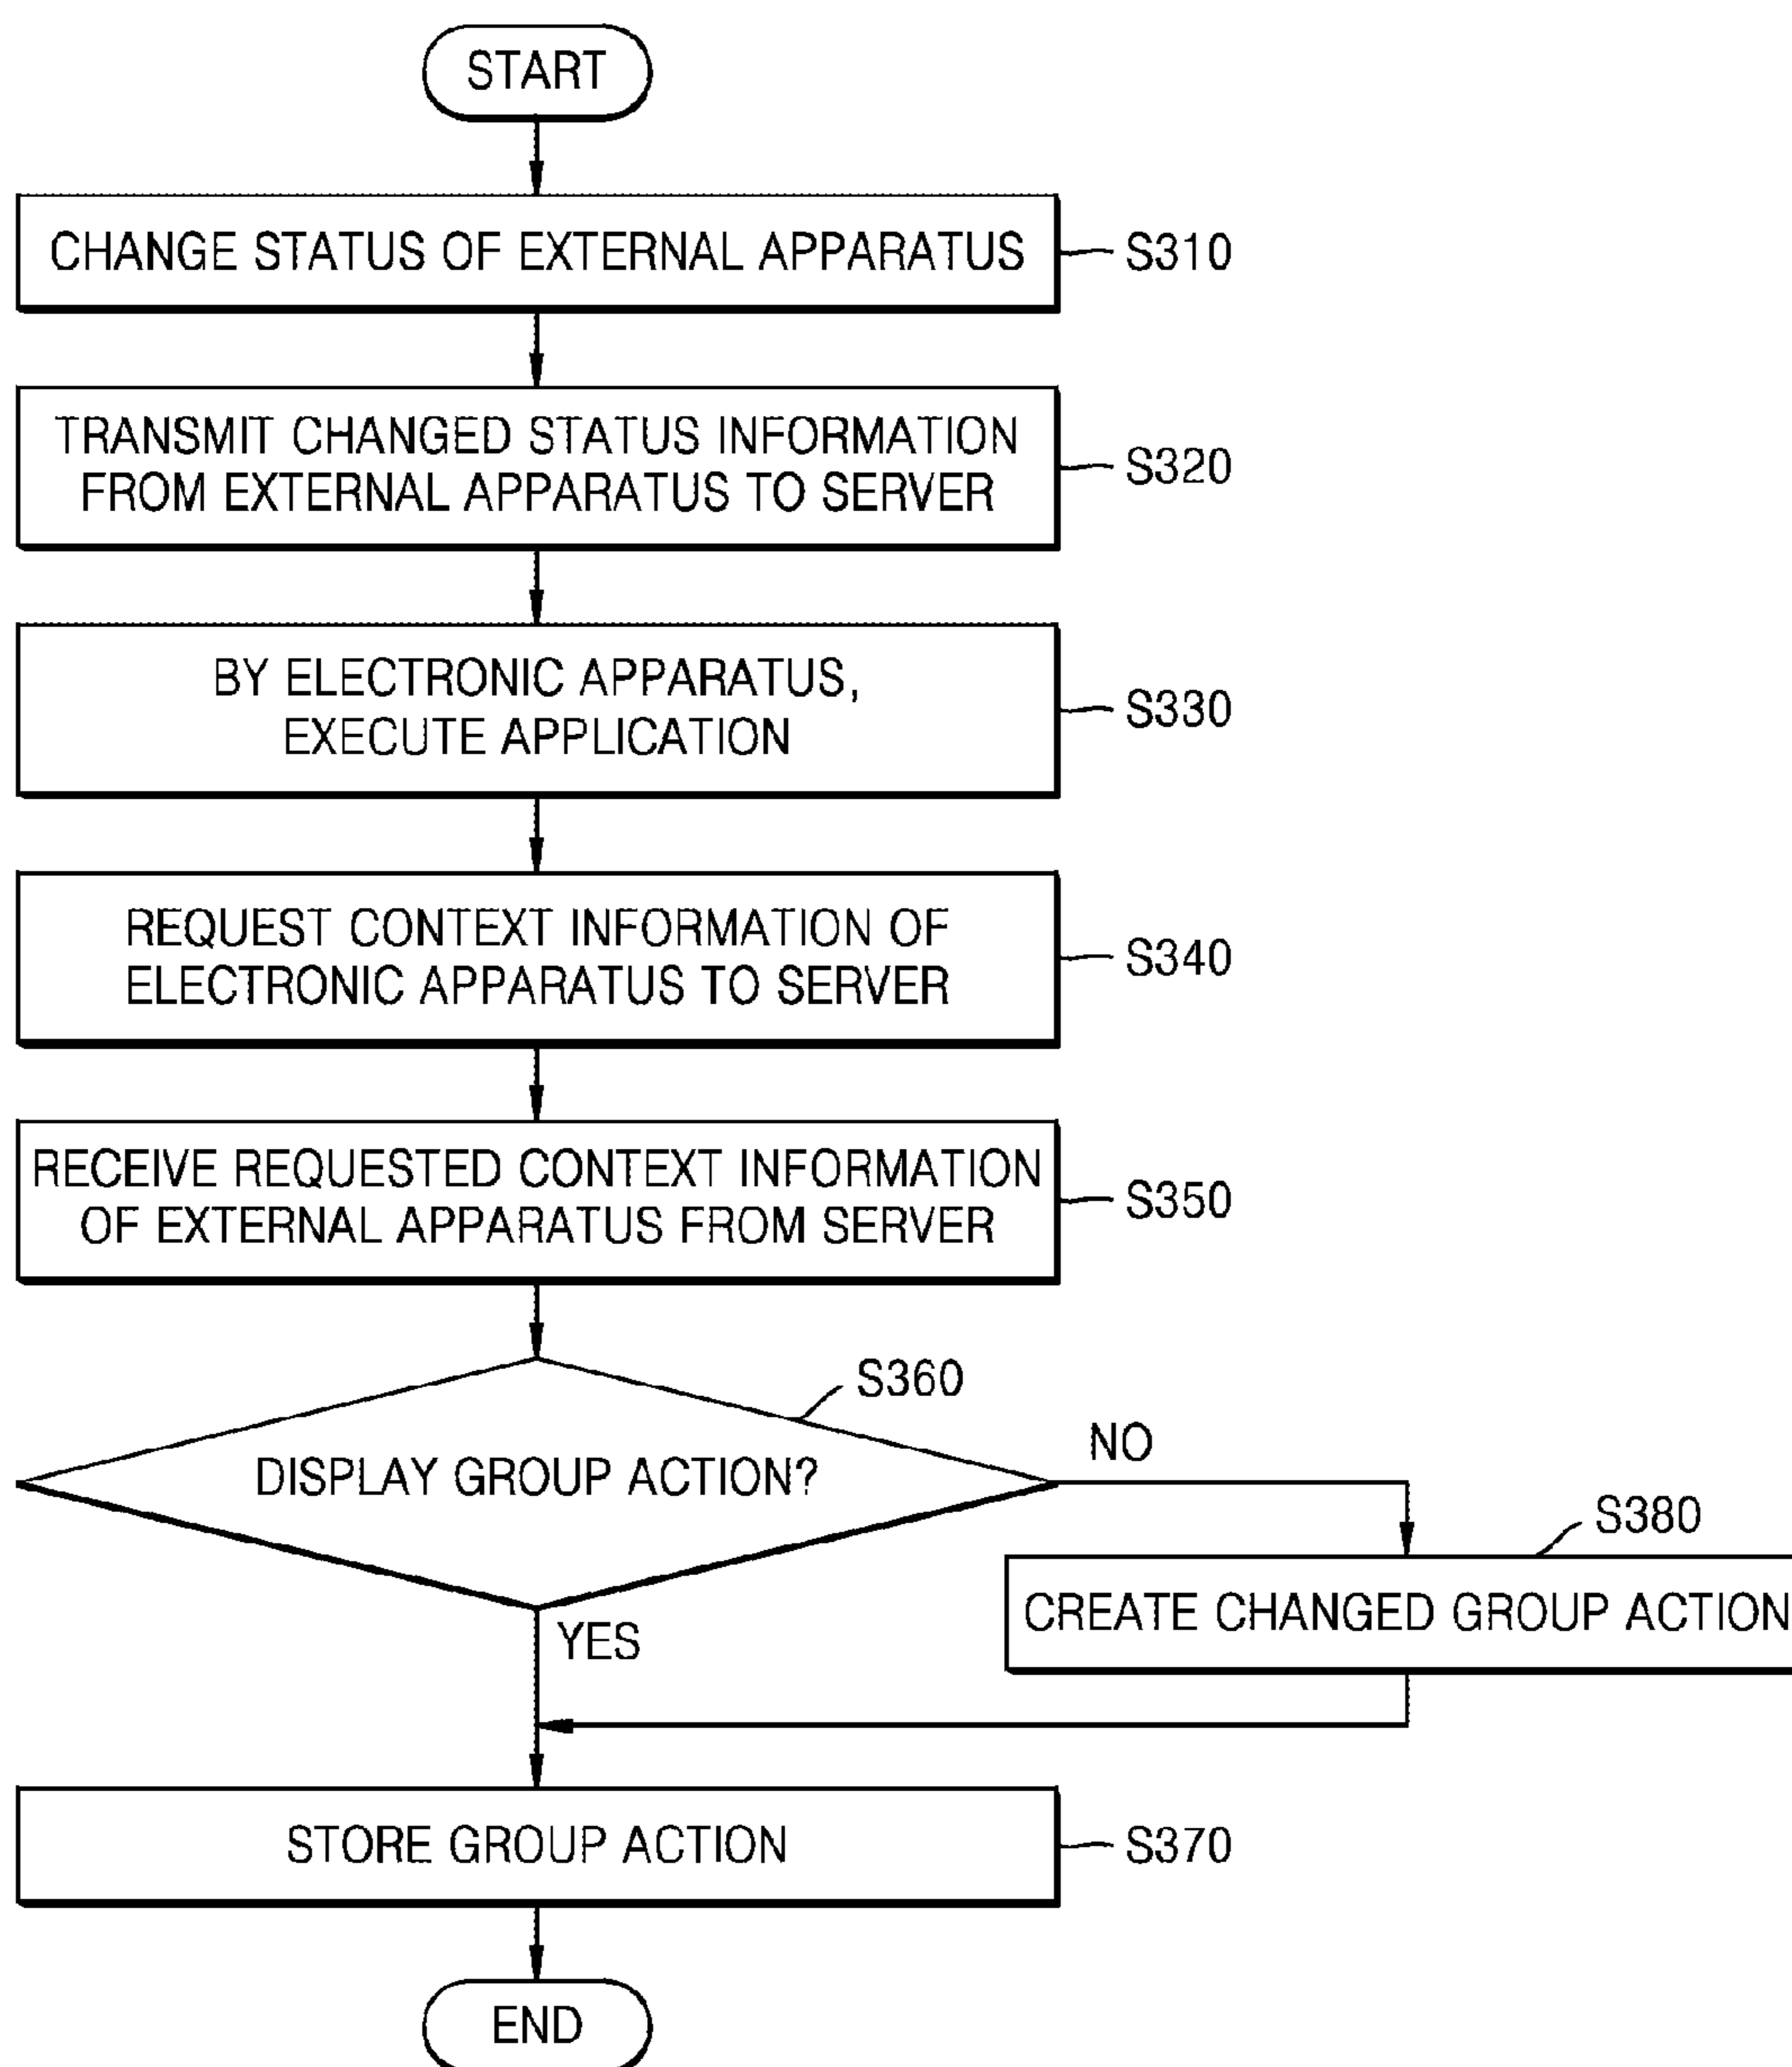 START
CHANGE STATUS OF EXTERNAL APPARATUS
S310
TRANSMIT CHANGED STATUS INFORMATION
FROM EXTERNAL APPARATUS TO SERVER
S320
BY ELECTRONIC APPARATUS,
EXECUTE APPLICATION
S330
REQUEST CONTEXT INFORMATION OF
ELECTRONIC APPARATUS TO SERVER
S340
RECEIVE REQUESTED CONTEXT INFORMATION
OF EXTERNAL APPARATUS FROM SERVER
S350
S360
DISPLAY GROUP ACTION?
NO
S380
CREATE CHANGED GROUP ACTION
YES
STORE GROUP ACTION
S370
END